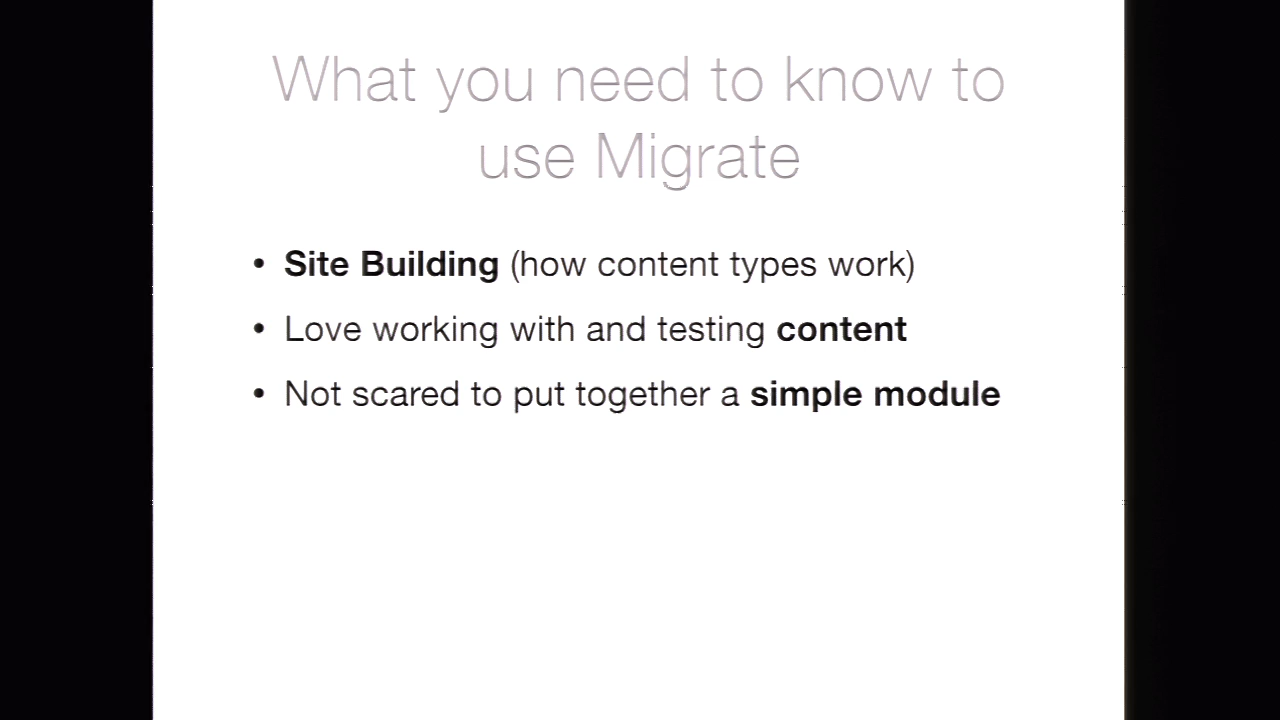 What you need to know to
use Migrate
• Site Building (how content types work)
• Love working with and testing content
• Not scared to put together a simple module